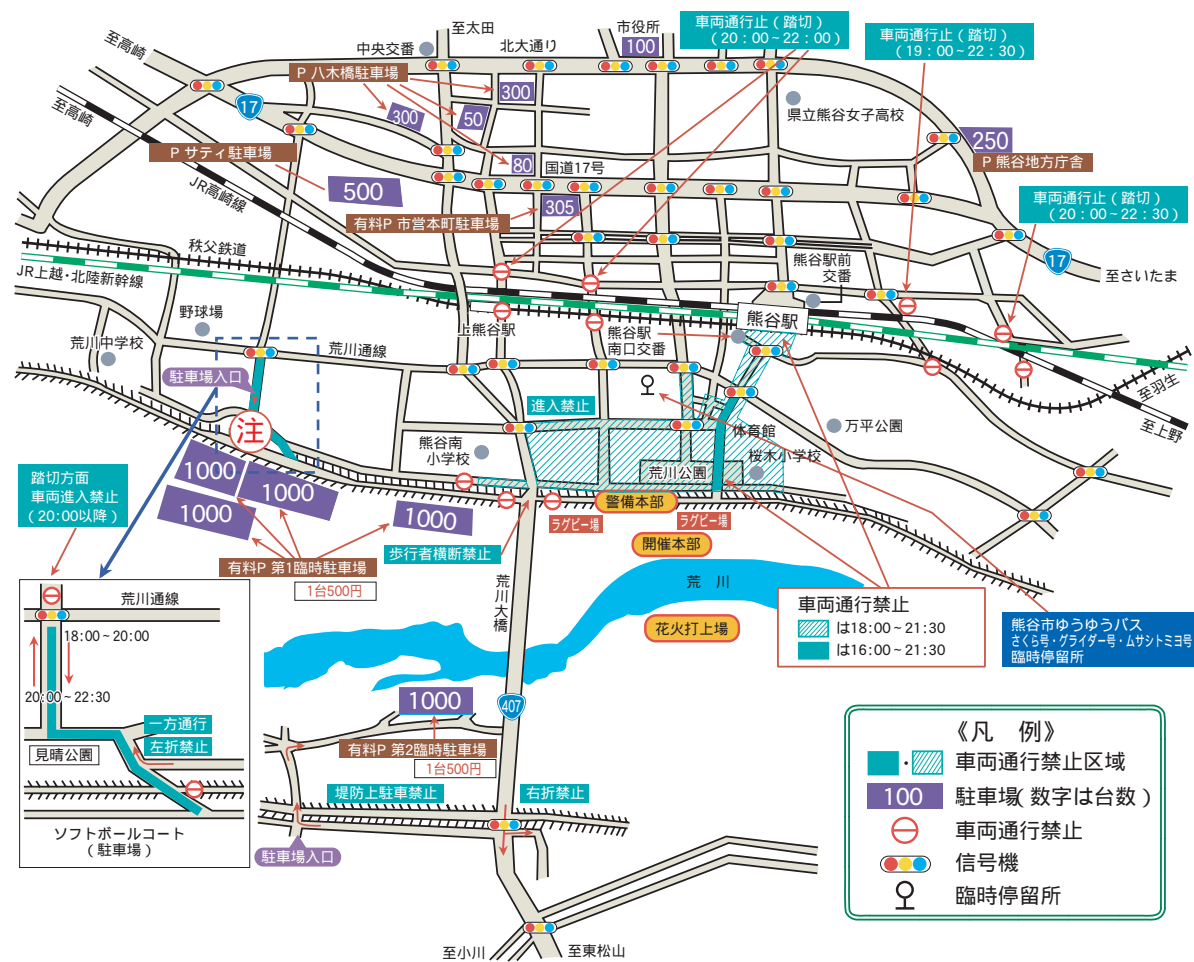 至太田
市役所
100
車両通行止(踏切)
(20:00~22:00)
車両通行止(踏切)
(19:00~22:30)
至高崎
中央交番
北大通り
P 八木橋駐車場
300
300
50
80
17
至高崎
県立熊谷女子高校
250
P 熊谷地方庁舎
P サティ駐車場
500
国道17号
305
有料P 市営本町駐車場
JR高崎線
車両通行止(踏切)
(20:00~22:30)
秩父鉄道
JR上越・北陸新幹線
熊谷駅前
交番
17
至さいたま
野球場
荒川中学校
荒川通線
上熊谷駅
熊谷駅
南口交番
熊谷駅
駐車場入口
注
進入禁止
至羽生
至上野
熊谷南
小学校
体育館
万平公園
荒川公園
桜木小学校
踏切方面
車両進入禁止
(20:00以降)
1000
1000
1000
1000
警備本部
ラグビー場
ラグビー場
歩行者横断禁止
開催本部
有料P 第1臨時駐車場
1台500円
荒川大橋
荒 川
花火打上場
車両通行禁止
は18:00~21:30
は16:00~21:30
熊谷市ゆうゆうバス
さくら号・グライダー号・ムサシトミヨ号
臨時停留所
荒川通線
18:00~20:00
20:00~22:30
一方通行
左折禁止
見晴公園
ソフトボールコート
(駐車場)
1000
407
有料P 第2臨時駐車場
1台500円
堤防上駐車禁止
右折禁止
駐車場入口
至小川
至東松山
《凡 例》
・車両通行禁止区域
100 駐車場(数字は台数)
車両通行禁止
信号機
臨時停留所